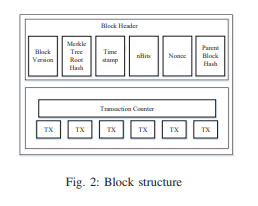 Block Header
Block
Version
Merkle
Tree
Root
Hash
Time
stamp
nBits
Nonce
Parent
Block
Hash
Transaction Counter
TX
TX
TX
TX
TX
TX
Fig. 2: Block structure